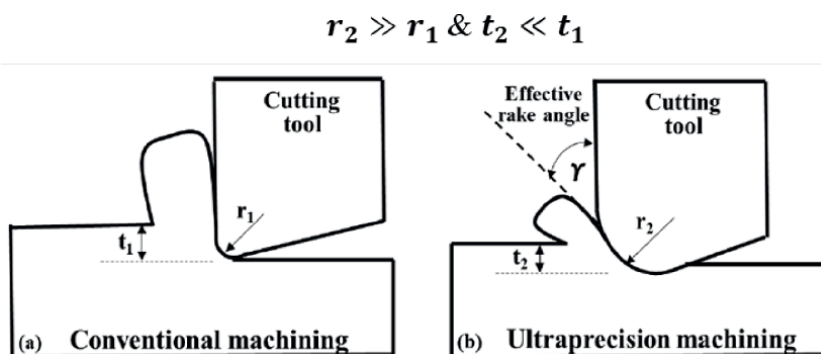 r₂ ≫ r₁ & t₂ ≪ t₁
Cutting
tool
r₁
t₁
(a) Conventional machining
Effective
rake angle
γ
Cutting
tool
r₂
t₂
(b) Ultraprecision machining